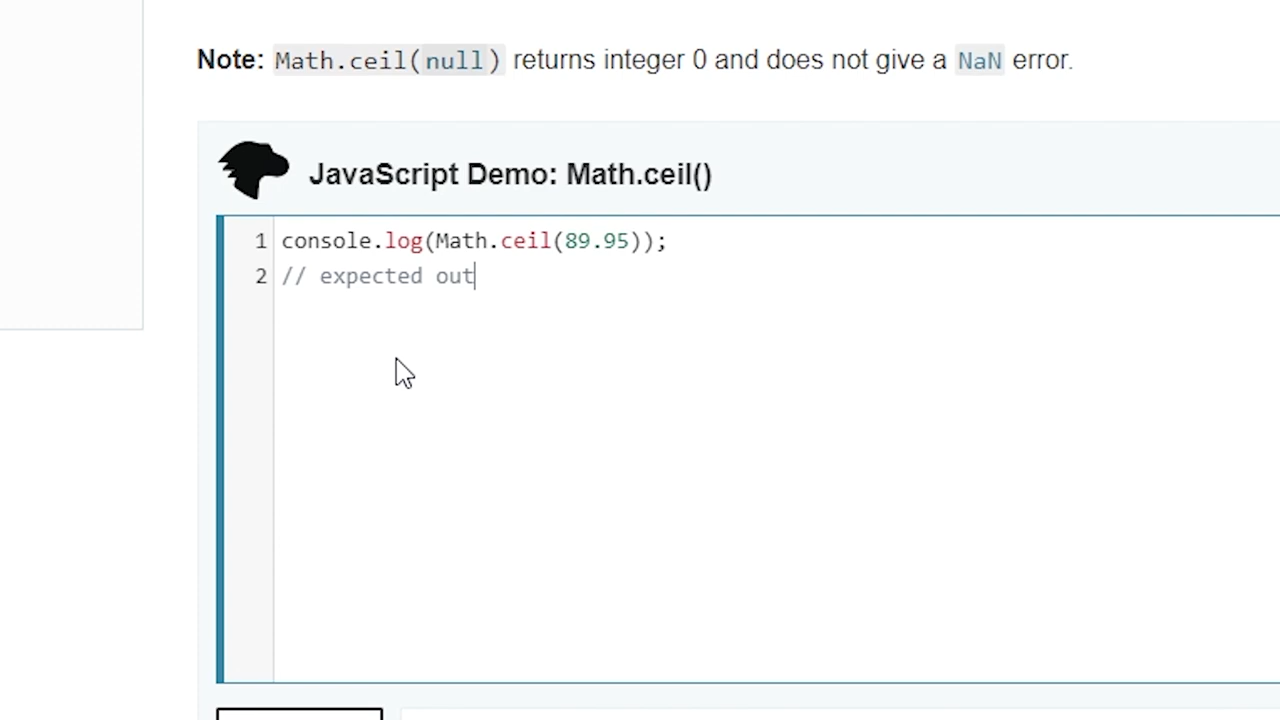 Note: Math.ceil(null) returns integer 0 and does not give a NaN error.
JavaScript Demo: Math.ceil()
1 console.log(Math.ceil(89.95));
2 // expected out